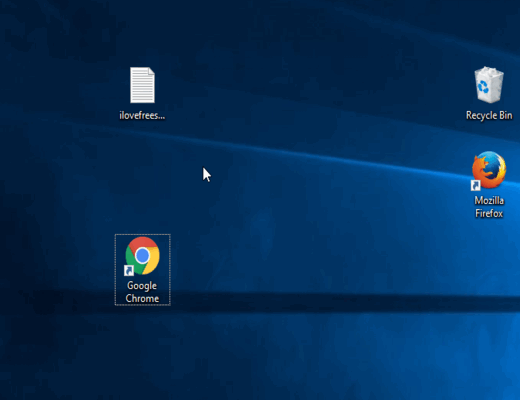 ilovefrees...
Recycle Bin
Mozilla
Firefox
Google
Chrome